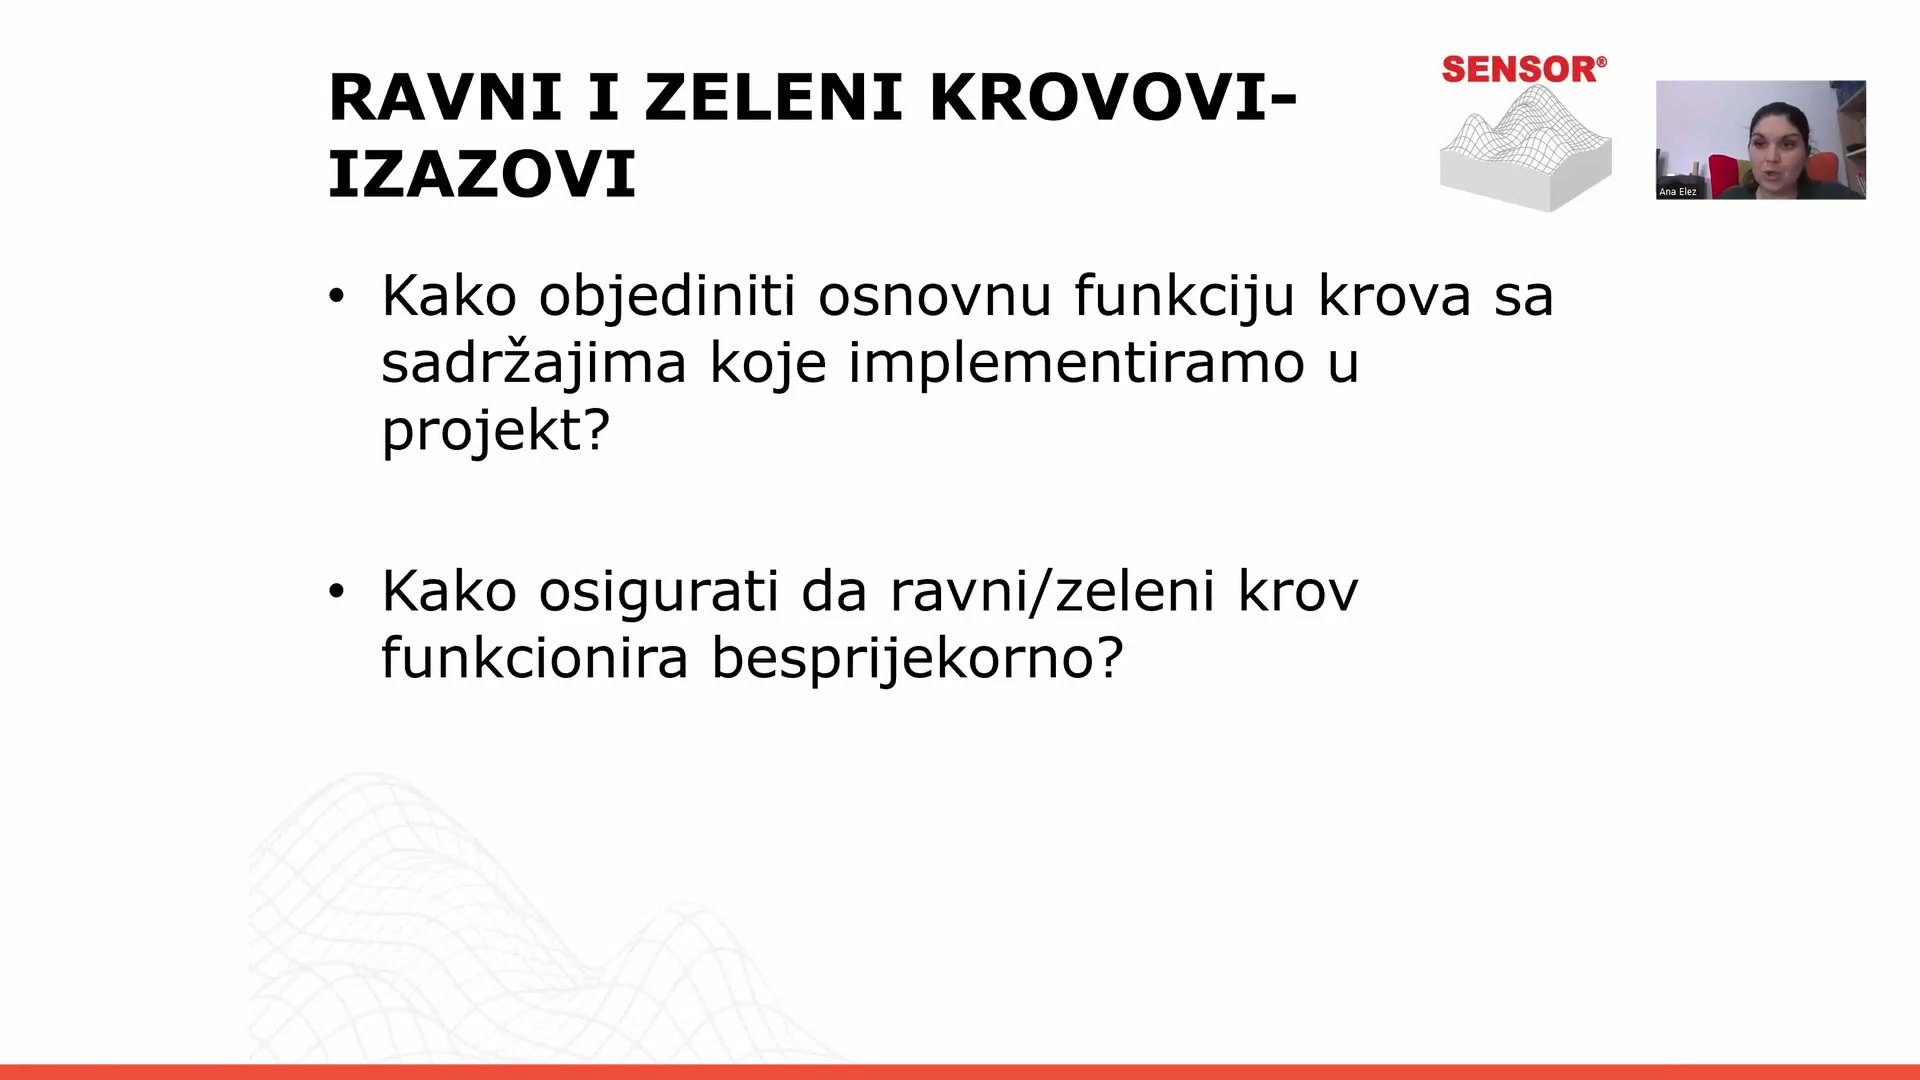 RAVNI I ZELENI KROVOVI-
IZAZOVI
SENSOR®
Ana Elez
• Kako objediniti osnovnu funkciju krova sa
sadržajima koje implementiramo u
projekt?
• Kako osigurati da ravni/zeleni krov
funkcionira besprijekorno?